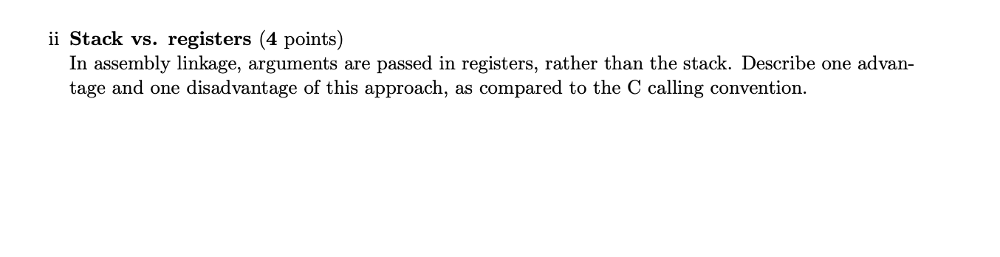 ii Stack vs. registers (4 points)
In assembly linkage, arguments are passed in registers, rather than the stack. Describe one advan-
tage and one disadvantage of this approach, as compared to the C calling convention.